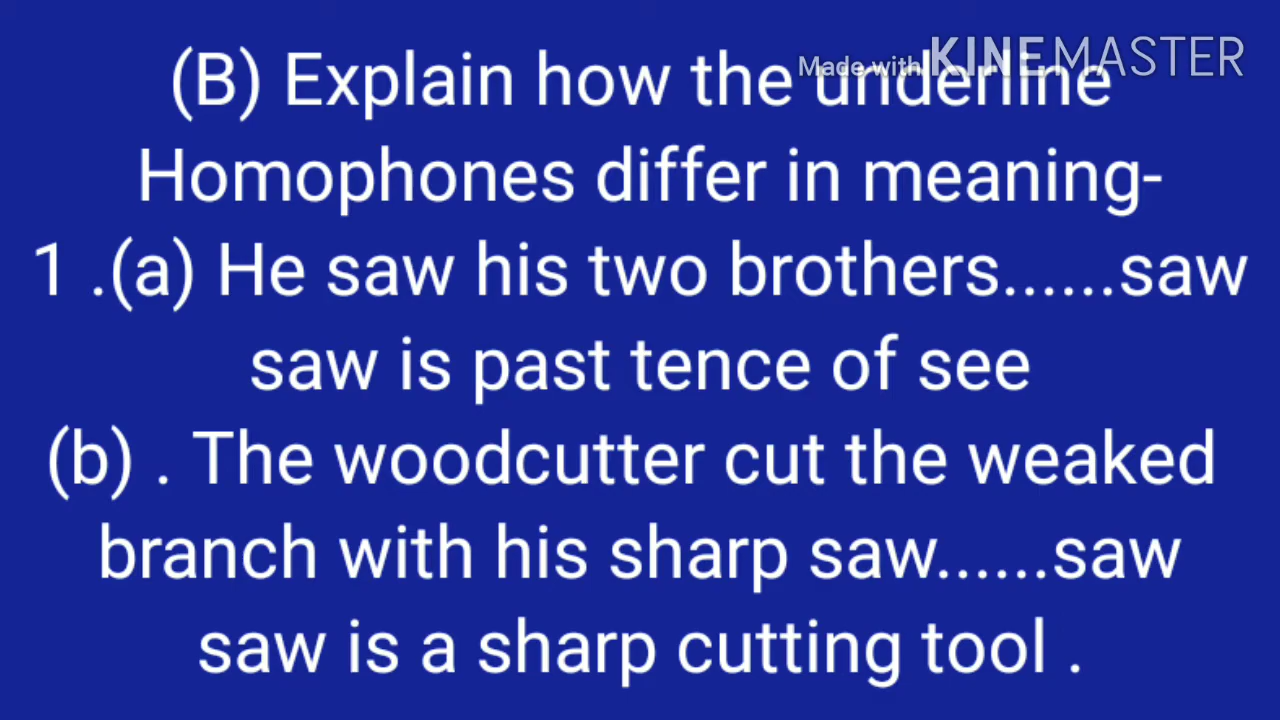 (B) Explain how the underline
Made with KINEMASTER
Homophones differ in meaning-
1 .(a) He saw his two brothers......saw
saw is past tence of see
(b) . The woodcutter cut the weaked
branch with his sharp saw......saw
saw is a sharp cutting tool .